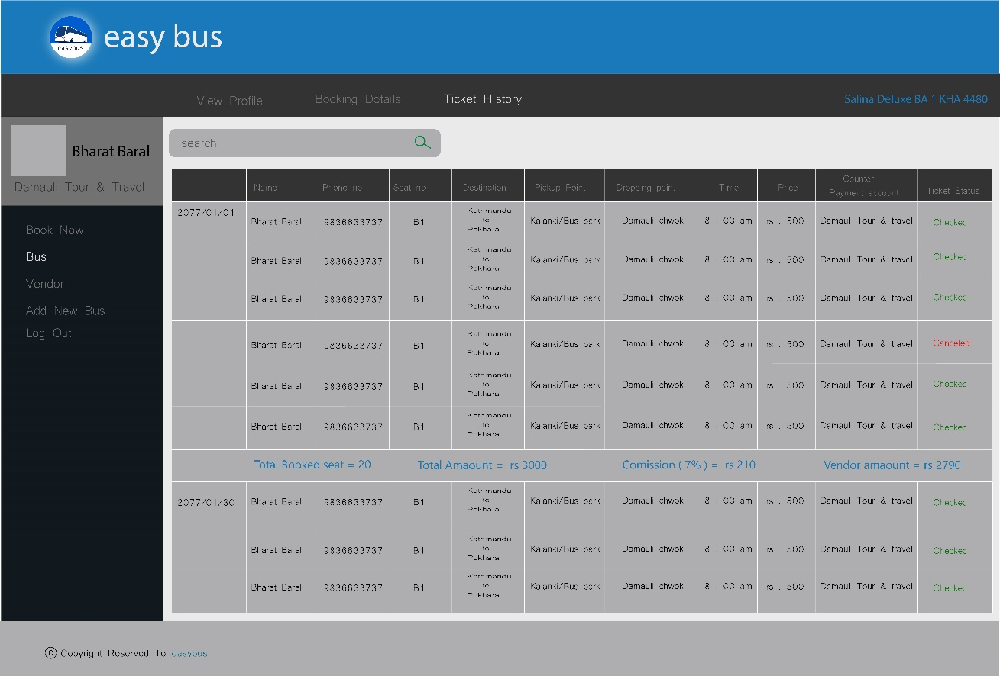 easybus
easy bus
View Profile Booking Details Ticket HIstory Salina Deluxe BA 1 KHA 4480
Bharat Baral
Damauli Tour & Travel
Book Now
Bus
Vendor
Add New Bus
Log Out
search
Name Phone no Seat no Destination Pickup Point Dropping point Time Price Counter Payment account Ticket Status
2077/01/01 Bharat Baral 9836633737 B1 Kathmandu to Pokhara Kalanki/Bus park Damauli chwok 8 : 00 am rs . 500 Damaul Tour & travel Checked
Bharat Baral 9836633737 B1 Kathmandu to Pokhara Kalanki/Bus park Damauli chwok 8 : 00 am rs . 500 Damaul Tour & travel Checked
Bharat Baral 9836633737 B1 Kathmandu to Pokhara Kalanki/Bus park Damauli chwok 8 : 00 am rs . 500 Damaul Tour & travel Checked
Bharat Baral 9836633737 B1 Kathmandu to Pokhara Kalanki/Bus park Damauli chwok 8 : 00 am rs . 500 Damaul Tour & travel Canceled
Bharat Baral 9836633737 B1 Kathmandu to Pokhara Kalanki/Bus park Damauli chwok 8 : 00 am rs . 500 Damaul Tour & travel Checked
Bharat Baral 9836633737 B1 Kathmandu to Pokhara Kalanki/Bus park Damauli chwok 8 : 00 am rs . 500 Damaul Tour & travel Checked
Total Booked seat = 20 Total Amaount = rs 3000 Comission ( 7% ) = rs 210 Vendor amaount = rs 2790
2077/01/30 Bharat Baral 9836633737 B1 Kathmandu to Pokhara Kalanki/Bus park Damauli chwok 8 : 00 am rs . 500 Damaul Tour & travel Checked
Bharat Baral 9836633737 B1 Kathmandu to Pokhara Kalanki/Bus park Damauli chwok 8 : 00 am rs . 500 Damaul Tour & travel Checked
Bharat Baral 9836633737 B1 Kathmandu to Pokhara Kalanki/Bus park Damauli chwok 8 : 00 am rs . 500 Damaul Tour & travel Checked
© Copyright Reserved To easybus